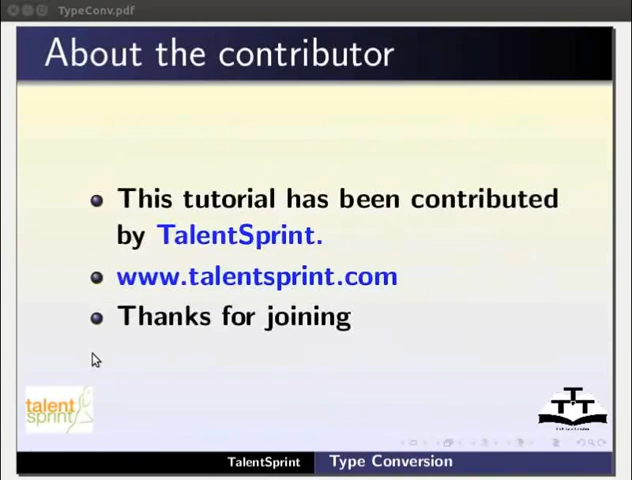 TypeConv.pdf
About the contributor
This tutorial has been contributed
by TalentSprint.
www.talentsprint.com
Thanks for joining
talent
sprint
TalentSprint Type Conversion